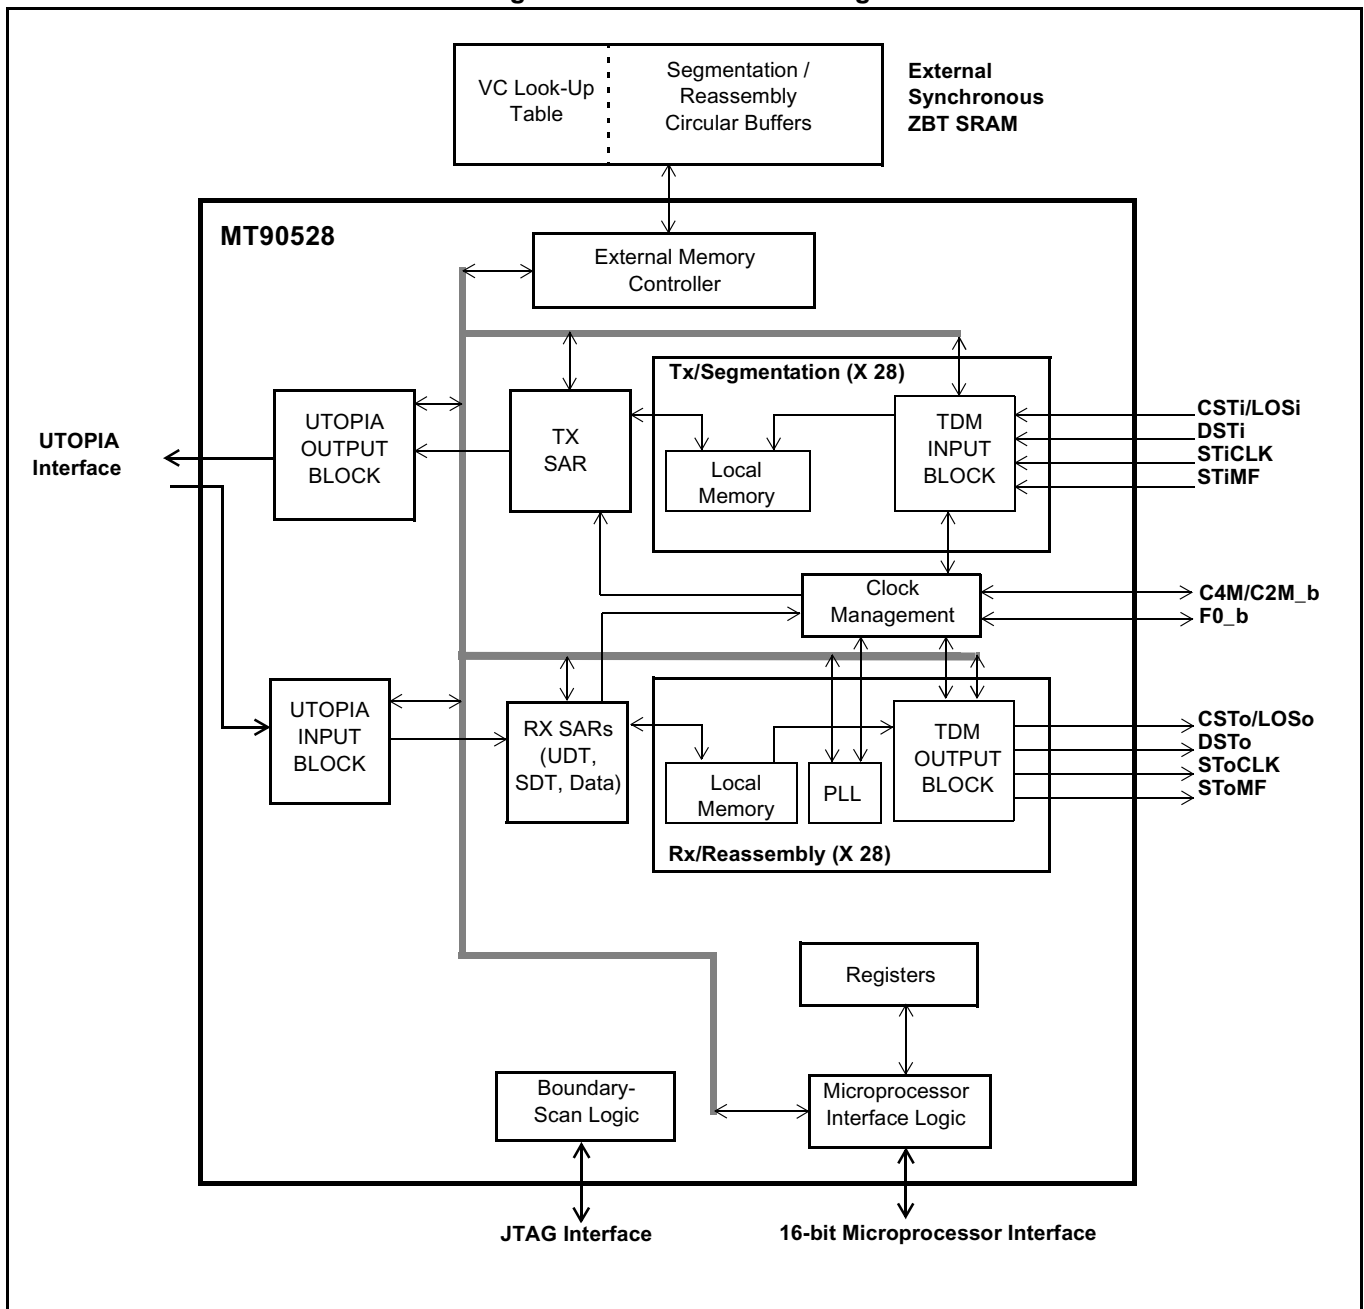 VC Look-Up
Table
Segmentation /
Reassembly
Circular Buffers
External
Synchronous
ZBT SRAM
MT90528
External Memory
Controller
Tx/Segmentation (X 28)
UTOPIA
Interface
UTOPIA
OUTPUT
BLOCK
TX
SAR
Local
Memory
TDM
INPUT
BLOCK
CSTi/LOSi
DSTi
STiCLK
STiMF
Clock
Management
C4M/C2M_b
F0_b
UTOPIA
INPUT
BLOCK
RX SARs
(UDT,
SDT, Data)
Local
Memory
PLL
TDM
OUTPUT
BLOCK
CSTo/LOSo
DSTo
SToCLK
SToMF
Rx/Reassembly (X 28)
Registers
Boundary-
Scan Logic
Microprocessor
Interface Logic
JTAG Interface
16-bit Microprocessor Interface